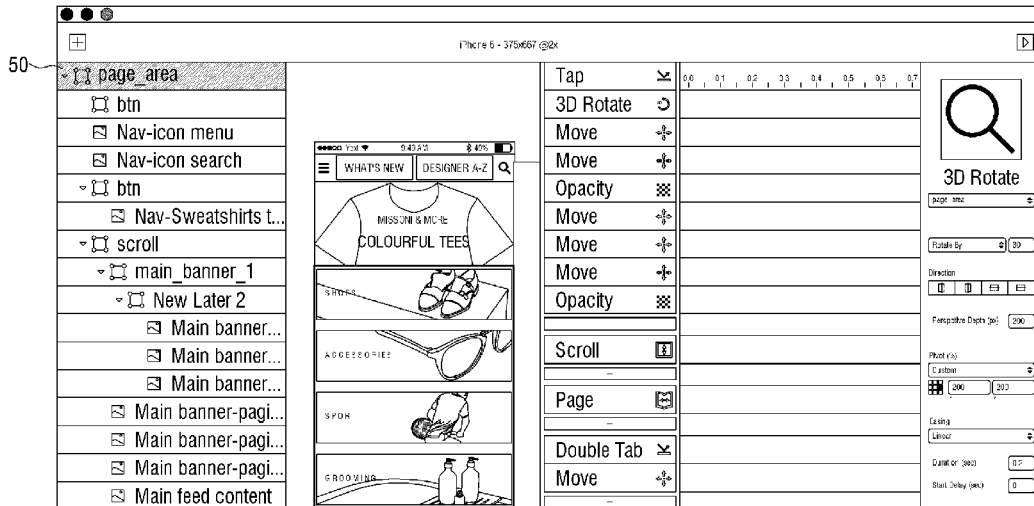 iPhone 6 - 375x667 @2x
50
page_area
btn
Nav-icon menu
Nav-icon search
btn
Nav-Sweatshirts t...
scroll
main_banner_1
New Later 2
Main banner...
Main banner...
Main banner...
Main banner-pagi...
Main banner-pagi...
Main banner-pagi...
Main feed content
9:49 AM
49%
WHAT'S NEW
DESIGNER A-Z
MISSONI & MORE
COLOURFUL TEES
SHOES
ACCESSORIES
SPOR
GROOMING
Tap
3D Rotate
Move
Move
Opacity
Move
Move
Move
Opacity
Scroll
Page
Double Tab
Move
0.0 0.1 0.2 0.3 0.4 0.5 0.6 0.7
3D Rotate
page_area
Rotate By
Direction
Perspective Depth (px) 200
Pivot (%)
Custom
200
Easing
Linear
Duration (sec) 0.2
Start Delay (sec) 0